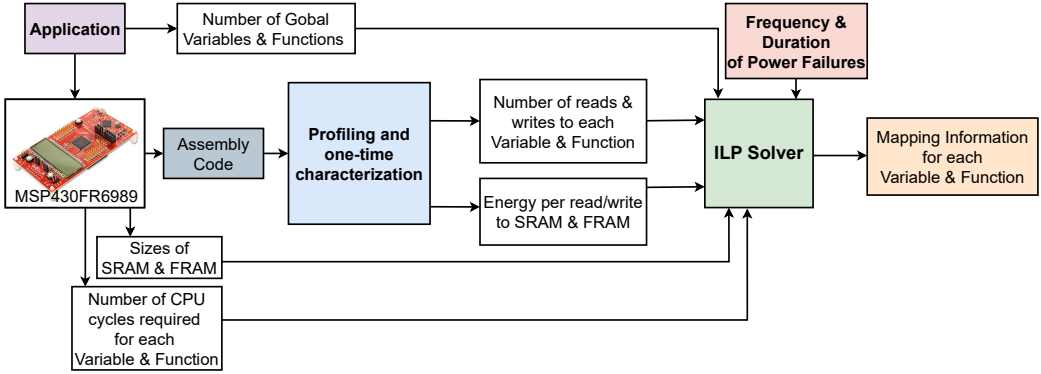 Application
Number of Gobal
Variables & Functions
Frequency &
Duration
of Power Failures
MSP430FR6989
Assembly
Code
Profiling and
one-time
characterization
Number of reads &
writes to each
Variable & Function
Energy per read/write
to SRAM & FRAM
ILP Solver
Mapping Information
for each
Variable & Function
Sizes of
SRAM & FRAM
Number of CPU
cycles required
for each
Variable & Function